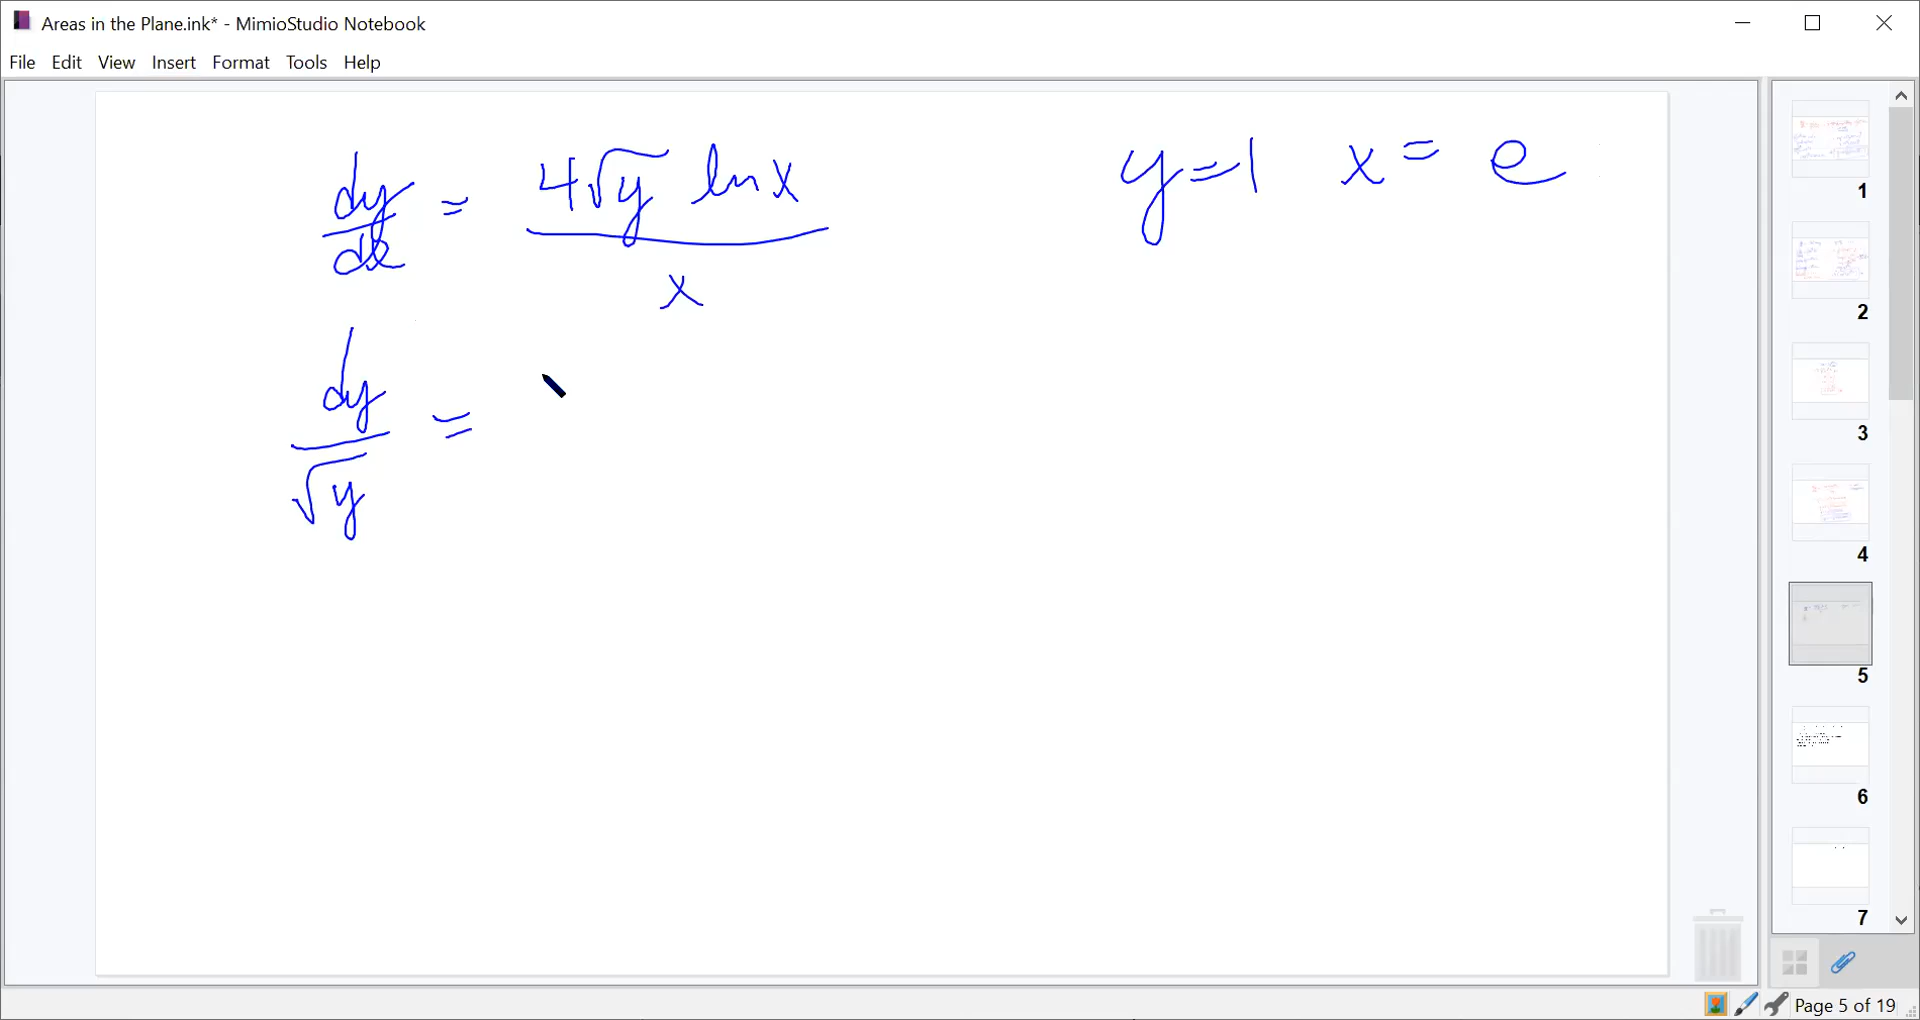 Areas in the Plane.ink* - MimioStudio Notebook
File Edit View Insert Format Tools Help
dy/dx = 4√y ln x / x
y=1 x = e
dy/√y =
1
2
3
4
5
6
7
Page 5 of 19